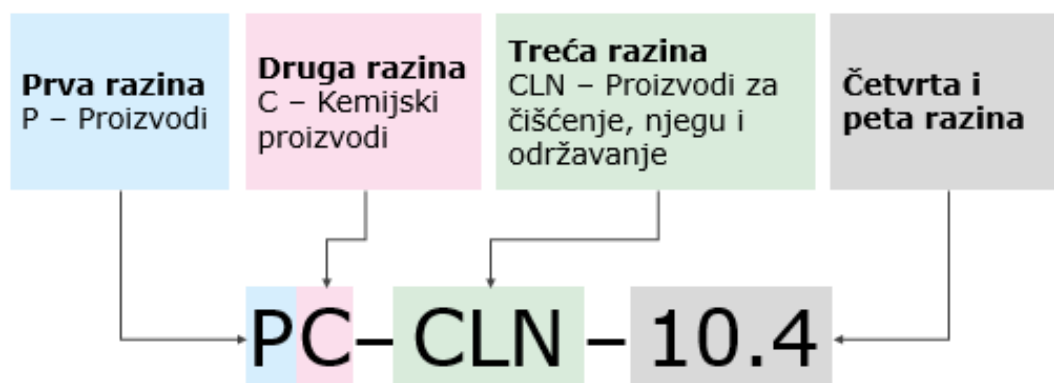 Prva razina
P – Proizvodi
Druga razina
C – Kemijski
proizvodi
Treća razina
CLN – Proizvodi za
čišćenje, njegu i
održavanje
Četvrta i
peta razina
PC–CLN–10.4